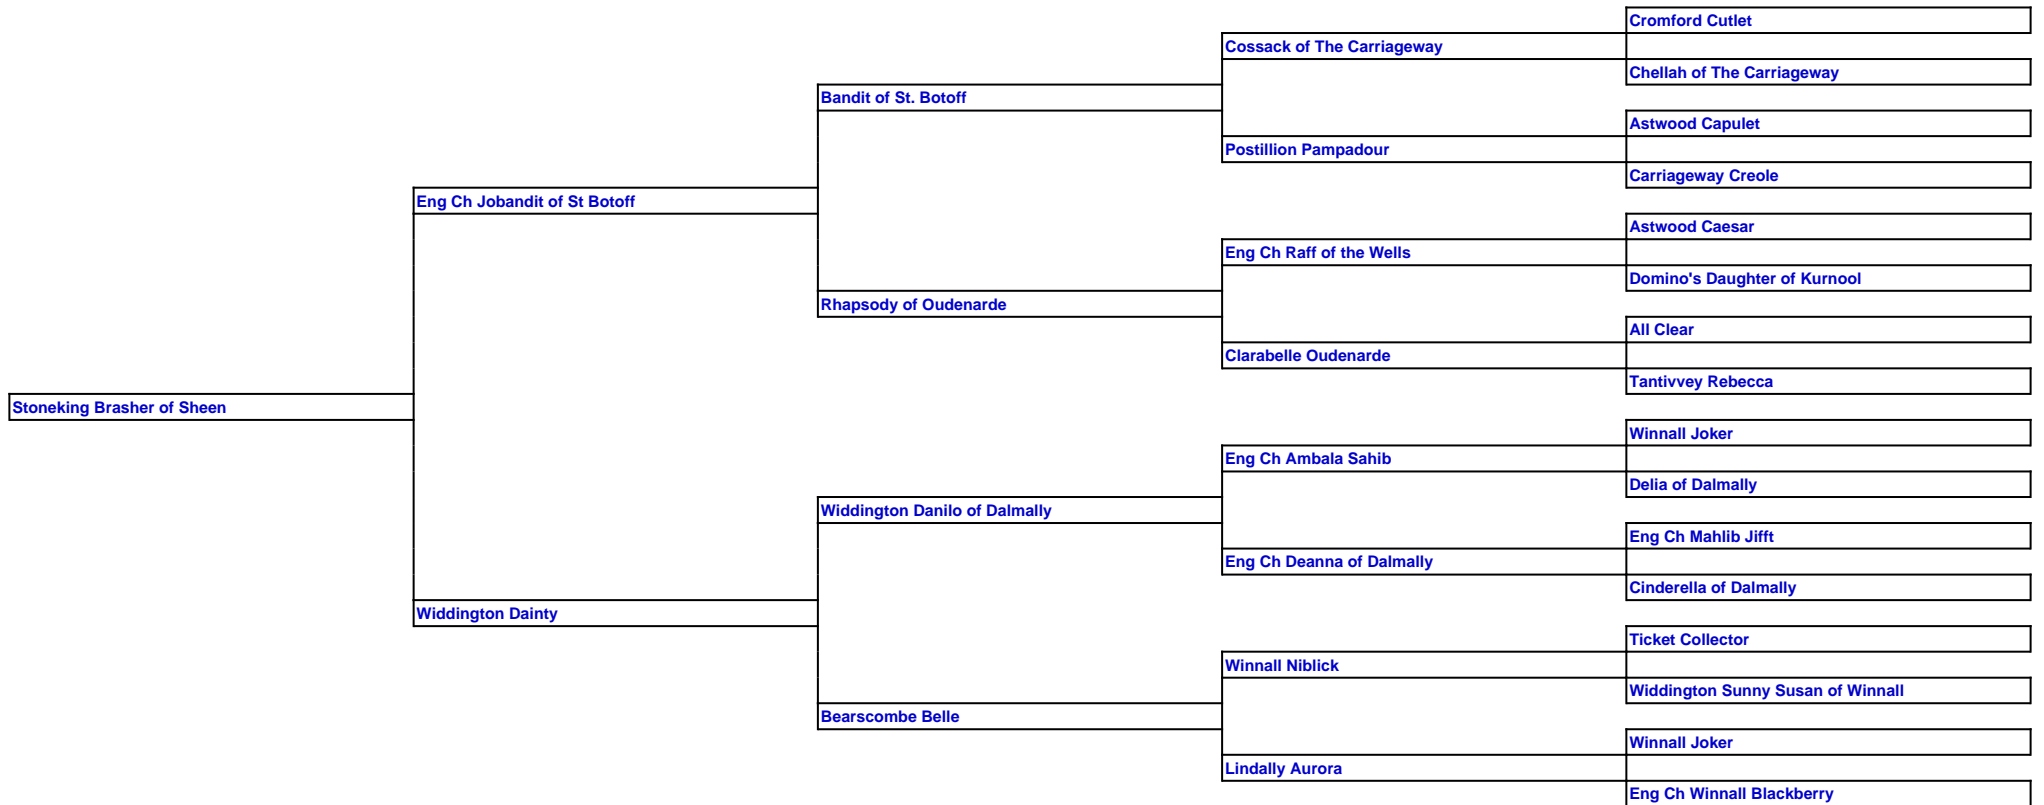 Cromford Cutlet
Cossack of The Carriageway
Chellah of The Carriageway
Bandit of St. Botoff
Astwood Capulet
Postillion Pampadour
Carriageway Creole
Eng Ch Jobandit of St Botoff
Astwood Caesar
Eng Ch Raff of the Wells
Domino's Daughter of Kurnool
Rhapsody of Oudenarde
All Clear
Clarabelle Oudenarde
Tantivvey Rebecca
Stoneking Brasher of Sheen
Winnall Joker
Eng Ch Ambala Sahib
Delia of Dalmally
Widdington Danilo of Dalmally
Eng Ch Mahlib Jifft
Eng Ch Deanna of Dalmally
Cinderella of Dalmally
Widdington Dainty
Ticket Collector
Winnall Niblick
Widdington Sunny Susan of Winnall
Bearscombe Belle
Winnall Joker
Lindally Aurora
Eng Ch Winnall Blackberry